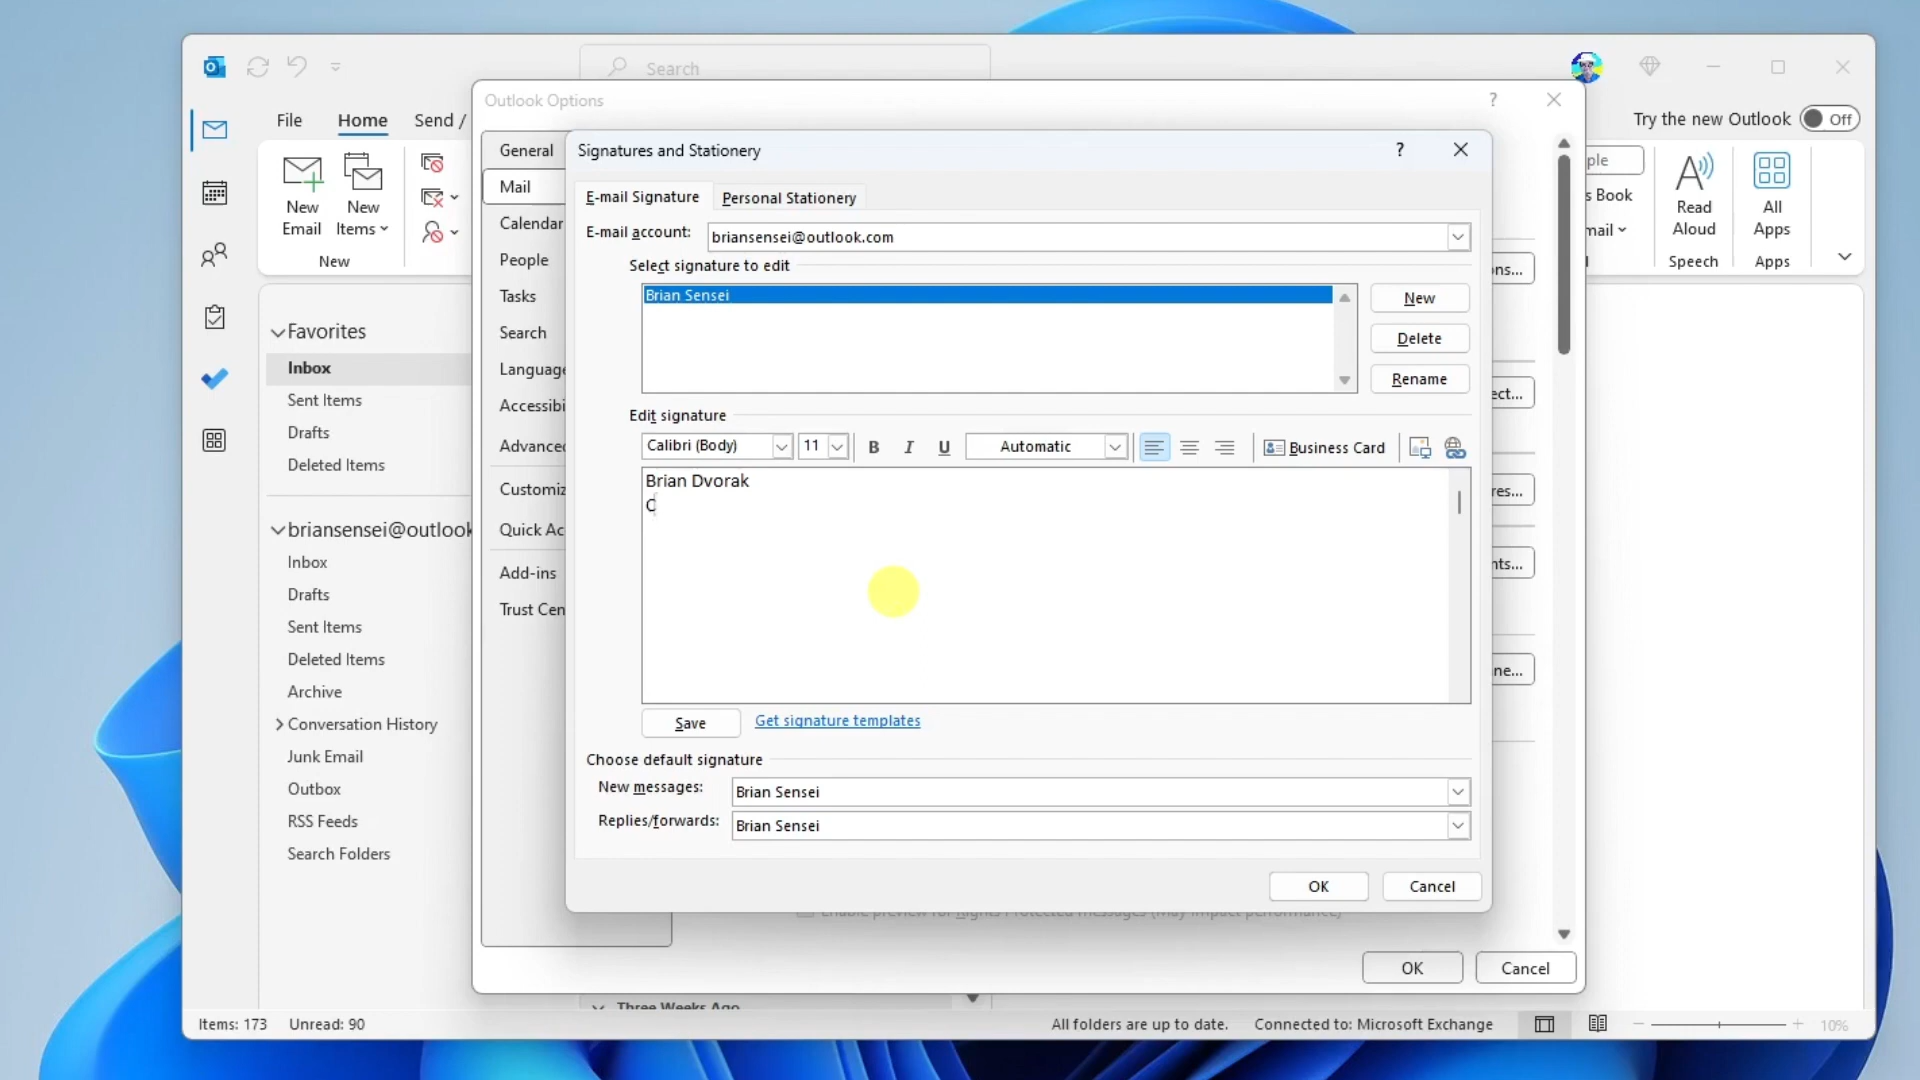 Search
Try the new Outlook Off
File Home Send /
New Email
New Items
New
Book
Read Aloud
Speech
All Apps
Apps
Favorites
Inbox
Sent Items
Drafts
Deleted Items
briansensei@outlook
Inbox
Drafts
Sent Items
Deleted Items
Archive
Conversation History
Junk Email
Outbox
RSS Feeds
Search Folders
Outlook Options
?
General
Mail
Calendar
People
Tasks
Search
Language
Accessibi
Advanced
Customiz
Quick Ac
Add-ins
Trust Cen
Signatures and Stationery
?
E-mail Signature Personal Stationery
E-mail account: briansensei@outlook.com
Select signature to edit
Brian Sensei
New
Delete
Rename
Edit signature
Calibri (Body) 11 B I U Automatic Business Card
Brian Dvorak
C
Save Get signature templates
Choose default signature
New messages: Brian Sensei
Replies/forwards: Brian Sensei
OK Cancel
OK Cancel
Three Weeks Ago
Items: 173 Unread: 90 All folders are up to date. Connected to: Microsoft Exchange 10%